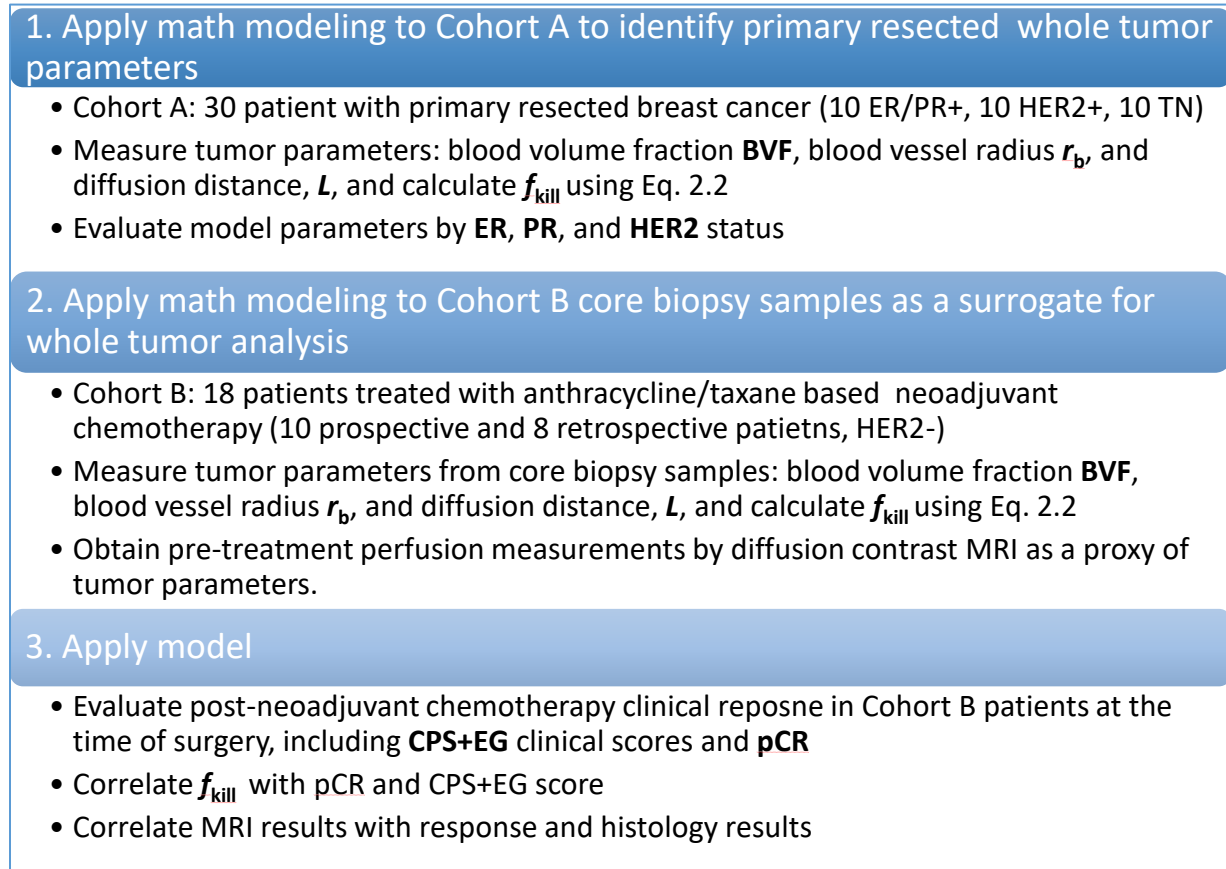 1. Apply math modeling to Cohort A to identify primary resected whole tumor
parameters
• Cohort A: 30 patient with primary resected breast cancer (10 ER/PR+, 10 HER2+, 10 TN)
• Measure tumor parameters: blood volume fraction BVF, blood vessel radius rb, and
diffusion distance, L, and calculate fkill using Eq. 2.2
• Evaluate model parameters by ER, PR, and HER2 status
2. Apply math modeling to Cohort B core biopsy samples as a surrogate for
whole tumor analysis
• Cohort B: 18 patients treated with anthracycline/taxane based neoadjuvant
chemotherapy (10 prospective and 8 retrospective patietns, HER2-)
• Measure tumor parameters from core biopsy samples: blood volume fraction BVF,
blood vessel radius rb, and diffusion distance, L, and calculate fkill using Eq. 2.2
• Obtain pre-treatment perfusion measurements by diffusion contrast MRI as a proxy of
tumor parameters.
3. Apply model
• Evaluate post-neoadjuvant chemotherapy clinical reposne in Cohort B patients at the
time of surgery, including CPS+EG clinical scores and pCR
• Correlate fkill with pCR and CPS+EG score
• Correlate MRI results with response and histology results